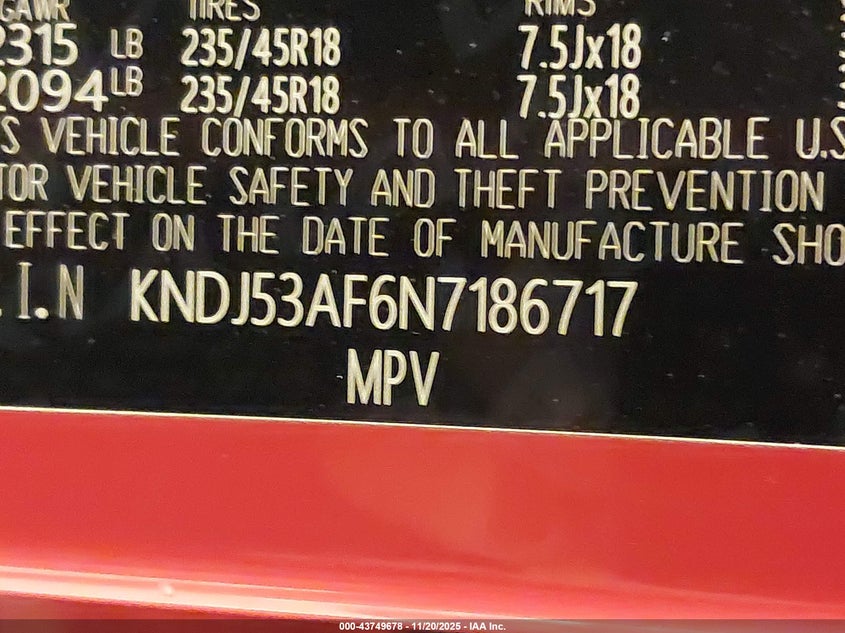 GAWR TIRES RIMS
2315 LB 235/45R18 7.5Jx18
2094 LB 235/45R18 7.5Jx18
S VEHICLE CONFORMS TO ALL APPLICABLE U.S
TOR VEHICLE SAFETY AND THEFT PREVENTION
EFFECT ON THE DATE OF MANUFACTURE SHO
.I.N KNDJ53AF6N7186717
MPV
000-43749678 - 11/20/2025 - IAA Inc.